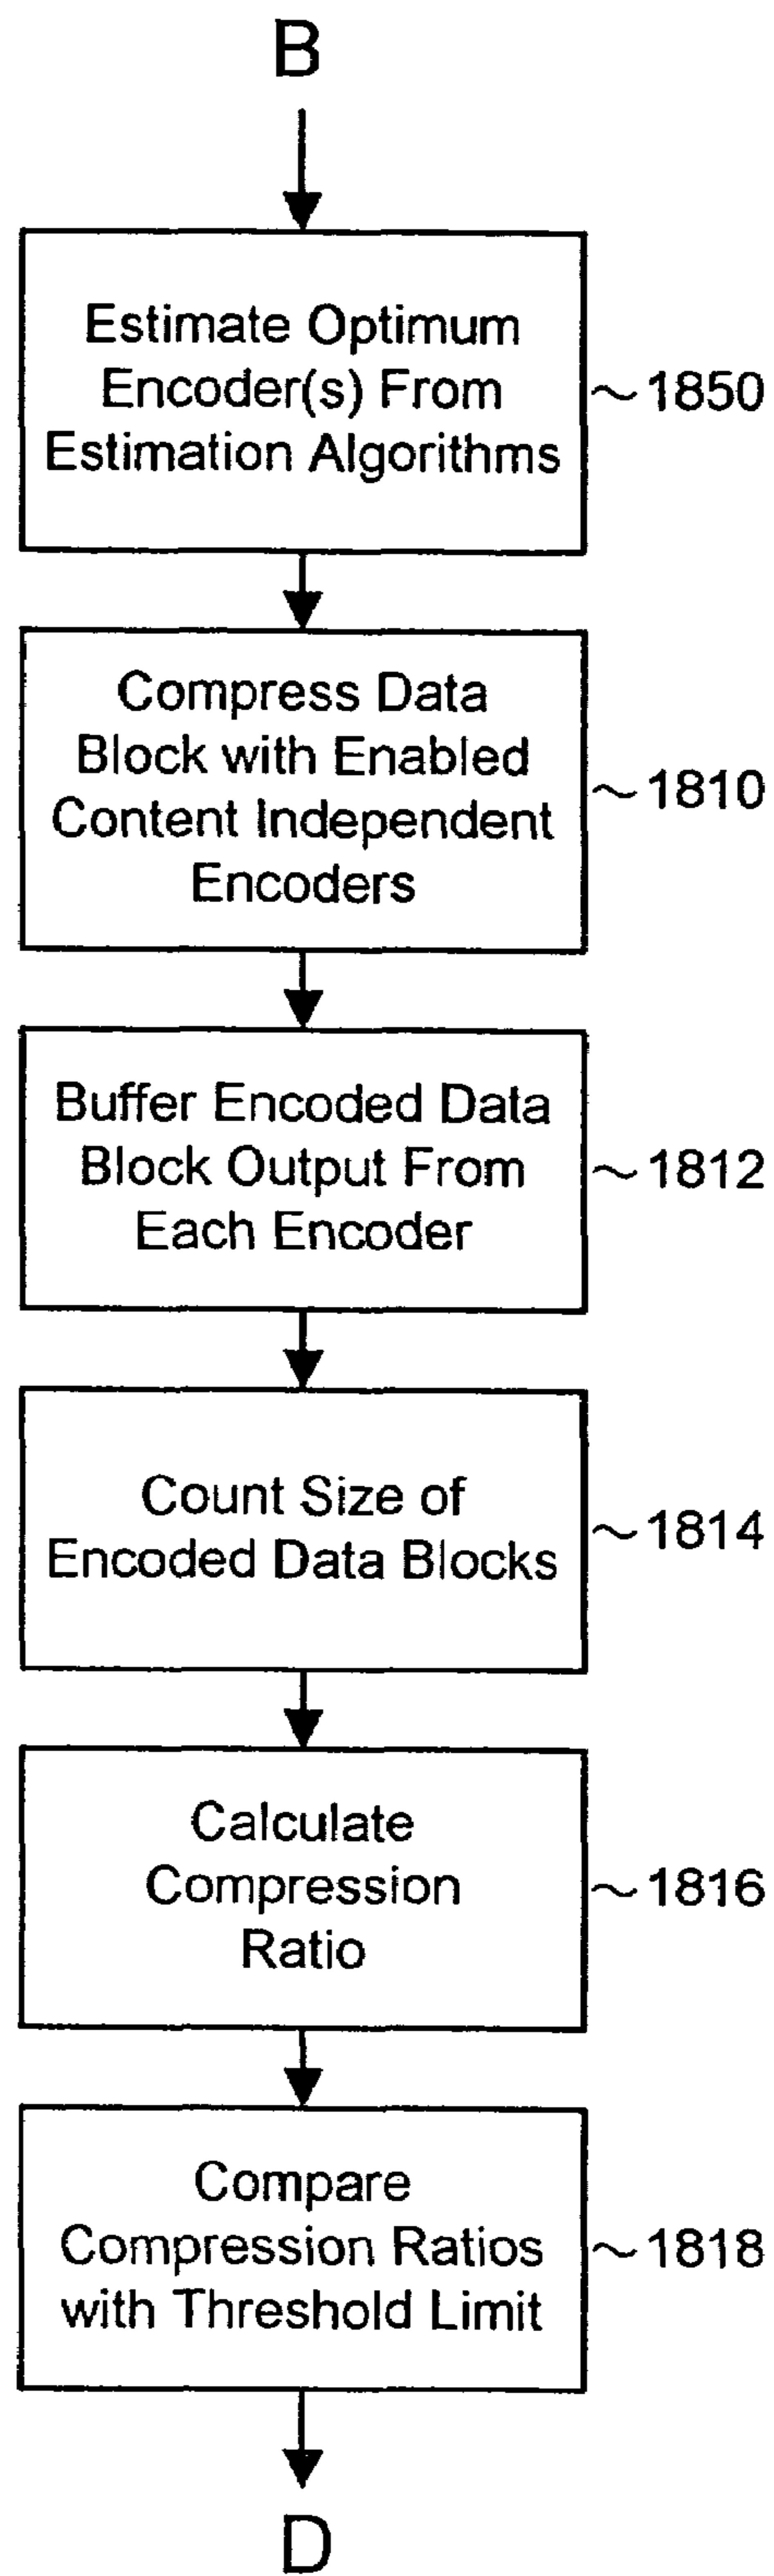 B
Estimate Optimum
Encoder(s) From
Estimation Algorithms
~1850
Compress Data
Block with Enabled
Content Independent
Encoders
~1810
Buffer Encoded Data
Block Output From
Each Encoder
~1812
Count Size of
Encoded Data Blocks
~1814
Calculate
Compression
Ratio
~1816
Compare
Compression Ratios
with Threshold Limit
~1818
D